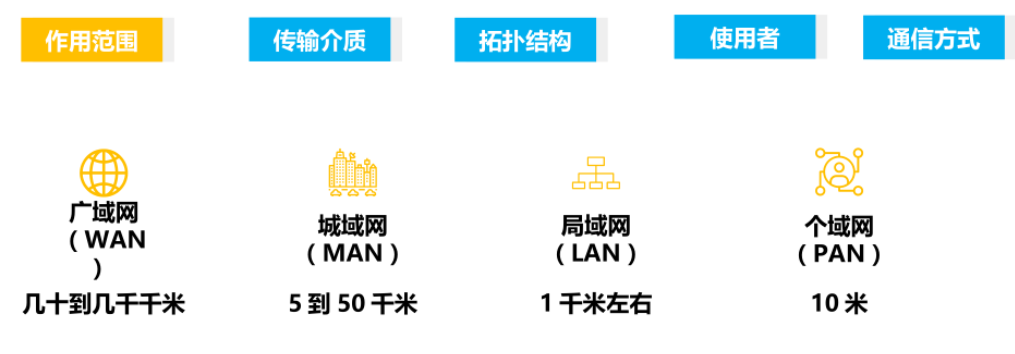 作用范围
传输介质
拓扑结构
使用者
通信方式
广域网
（WAN
）
城域网
（MAN）
局域网
（LAN）
个域网
（PAN）
几十到几千千米
5 到 50 千米
1 千米左右
10 米